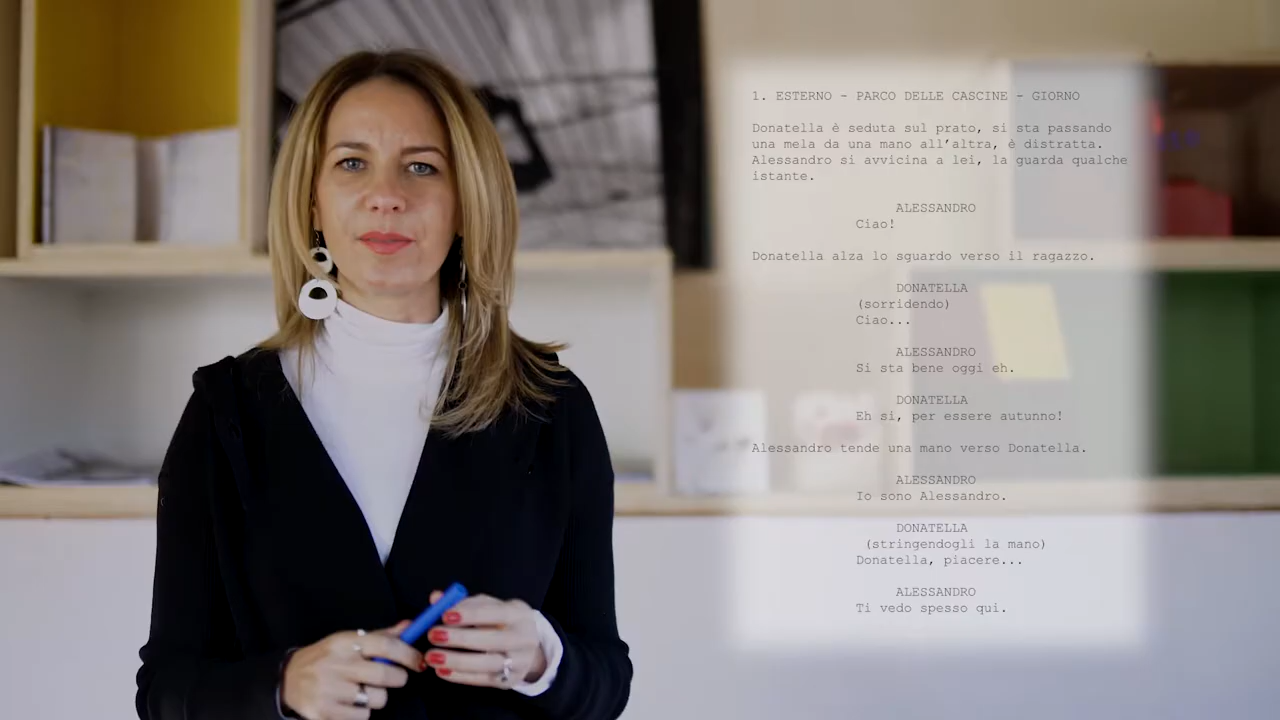 1. ESTERNO - PARCO DELLE CASCINE - GIORNO
Donatella è seduta sul prato, si sta passando
una mela da una mano all’altra, è distratta.
Alessandro si avvicina a lei, la guarda qualche
istante.
ALESSANDRO
Ciao!
Donatella alza lo sguardo verso il ragazzo.
DONATELLA
(sorridendo)
Ciao...
ALESSANDRO
Si sta bene oggi eh.
DONATELLA
Eh si, per essere autunno!
Alessandro tende una mano verso Donatella.
ALESSANDRO
Io sono Alessandro.
DONATELLA
(stringendogli la mano)
Donatella, piacere...
ALESSANDRO
Ti vedo spesso qui.